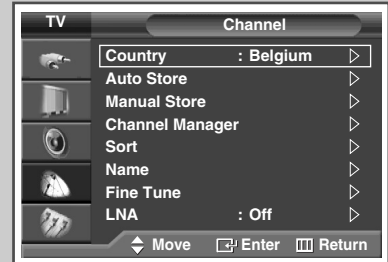 TV Channel
Country : Belgium
Auto Store
Manual Store
Channel Manager
Sort
Name
Fine Tune
LNA : Off
Move Enter Return